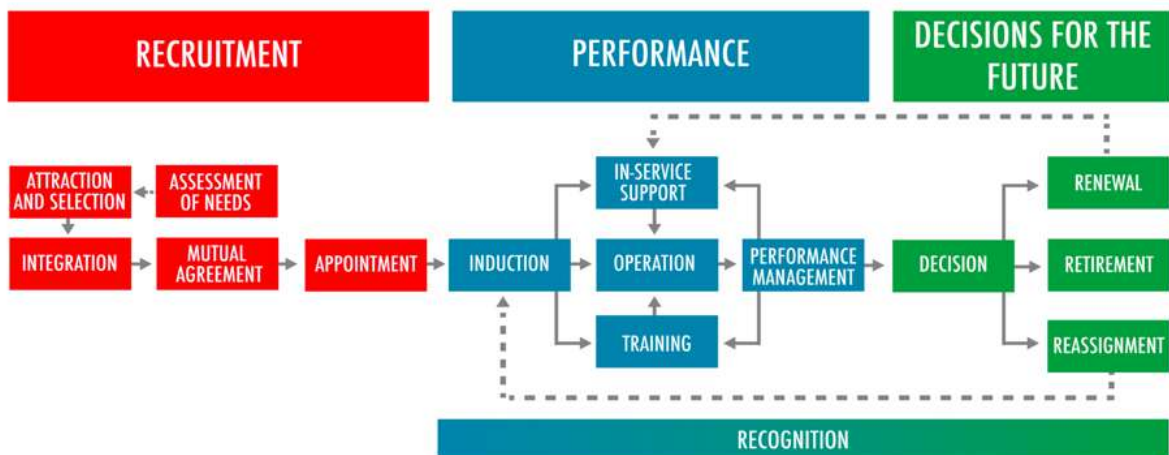 RECRUITMENT
PERFORMANCE
DECISIONS FOR THE
FUTURE
ATTRACTION
AND SELECTION
ASSESSMENT
OF NEEDS
INTEGRATION
MUTUAL
AGREEMENT
APPOINTMENT
INDUCTION
IN-SERVICE
SUPPORT
OPERATION
TRAINING
PERFORMANCE
MANAGEMENT
DECISION
RENEWAL
RETIREMENT
REASSIGNMENT
RECOGNITION